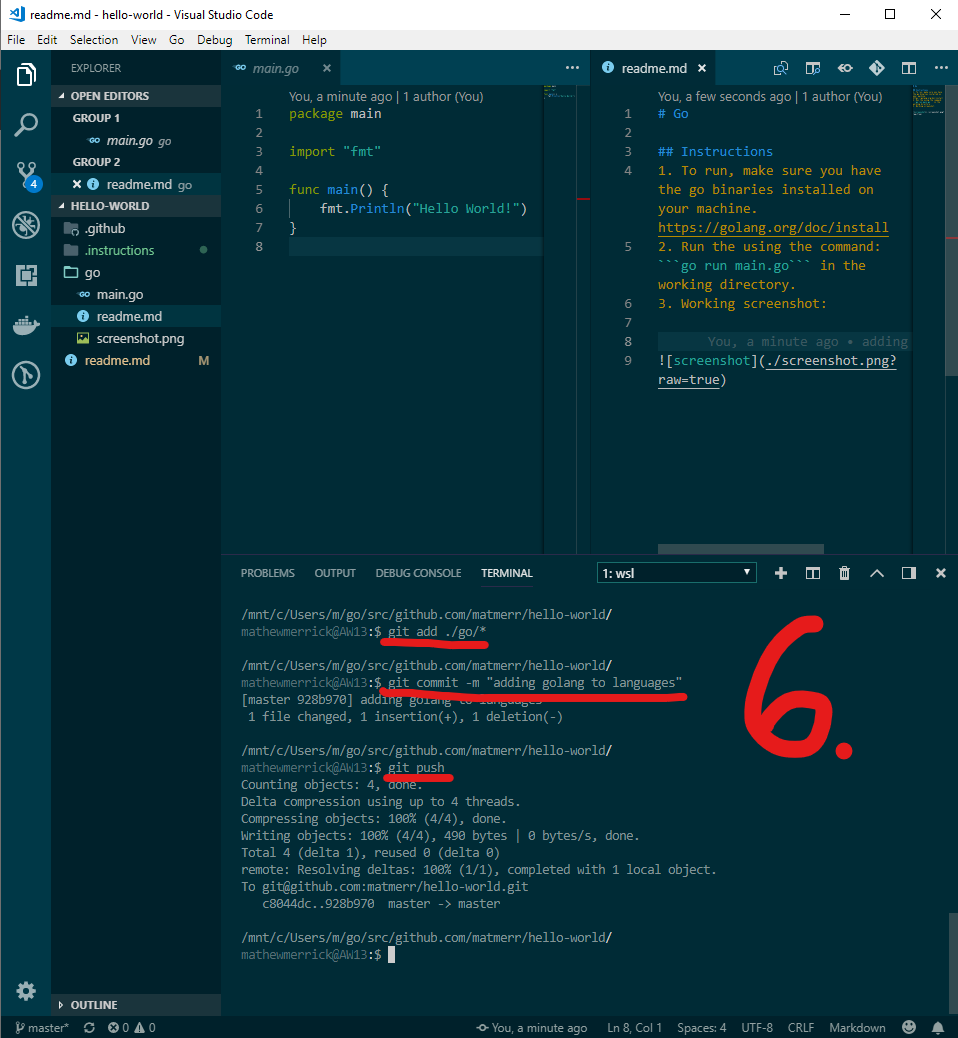 readme.md - hello-world - Visual Studio Code
File Edit Selection View Go Debug Terminal Help
EXPLORER
OPEN EDITORS
GROUP 1
main.go go
GROUP 2
readme.md go
HELLO-WORLD
.github
.instructions
go
main.go
readme.md
screenshot.png
readme.md M
OUTLINE
4
main.go
You, a minute ago | 1 author (You)
1 package main
2
3 import "fmt"
4
5 func main() {
6 fmt.Println("Hello World!")
7 }
8
readme.md
You, a few seconds ago | 1 author (You)
1 # Go
2
3 ## Instructions
4 1. To run, make sure you have
the go binaries installed on
your machine.
https://golang.org/doc/install
5 2. Run the using the command:
```go run main.go``` in the
working directory.
6 3. Working screenshot:
7
8 You, a minute ago • adding
9 ![screenshot](./screenshot.png?
raw=true)
PROBLEMS OUTPUT DEBUG CONSOLE TERMINAL 1: wsl
/mnt/c/Users/m/go/src/github.com/matmerr/hello-world/
mathewmerrick@AW13:$ git add ./go/*
/mnt/c/Users/m/go/src/github.com/matmerr/hello-world/
mathewmerrick@AW13:$ git commit -m "adding golang to languages"
[master 928b970] adding golang to languages
1 file changed, 1 insertion(+), 1 deletion(-)
/mnt/c/Users/m/go/src/github.com/matmerr/hello-world/
mathewmerrick@AW13:$ git push
Counting objects: 4, done.
Delta compression using up to 4 threads.
Compressing objects: 100% (4/4), done.
Writing objects: 100% (4/4), 490 bytes | 0 bytes/s, done.
Total 4 (delta 1), reused 0 (delta 0)
remote: Resolving deltas: 100% (1/1), completed with 1 local object.
To git@github.com:matmerr/hello-world.git
c8044dc..928b970 master -> master
/mnt/c/Users/m/go/src/github.com/matmerr/hello-world/
mathewmerrick@AW13:$
6.
master* 0 0 You, a minute ago Ln 8, Col 1 Spaces: 4 UTF-8 CRLF Markdown